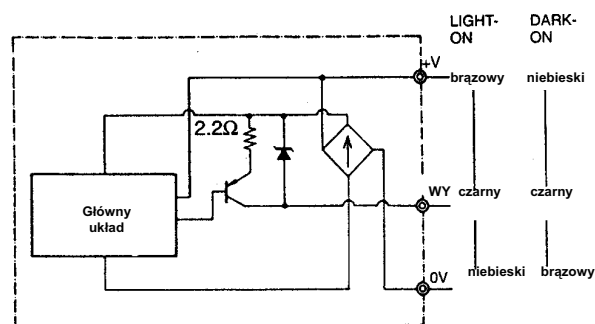 LIGHT-
ON
DARK-
ON
+V
brązowy
niebieski
2.2Ω
Główny
układ
WY
czarny
czarny
0V
niebieski
brązowy